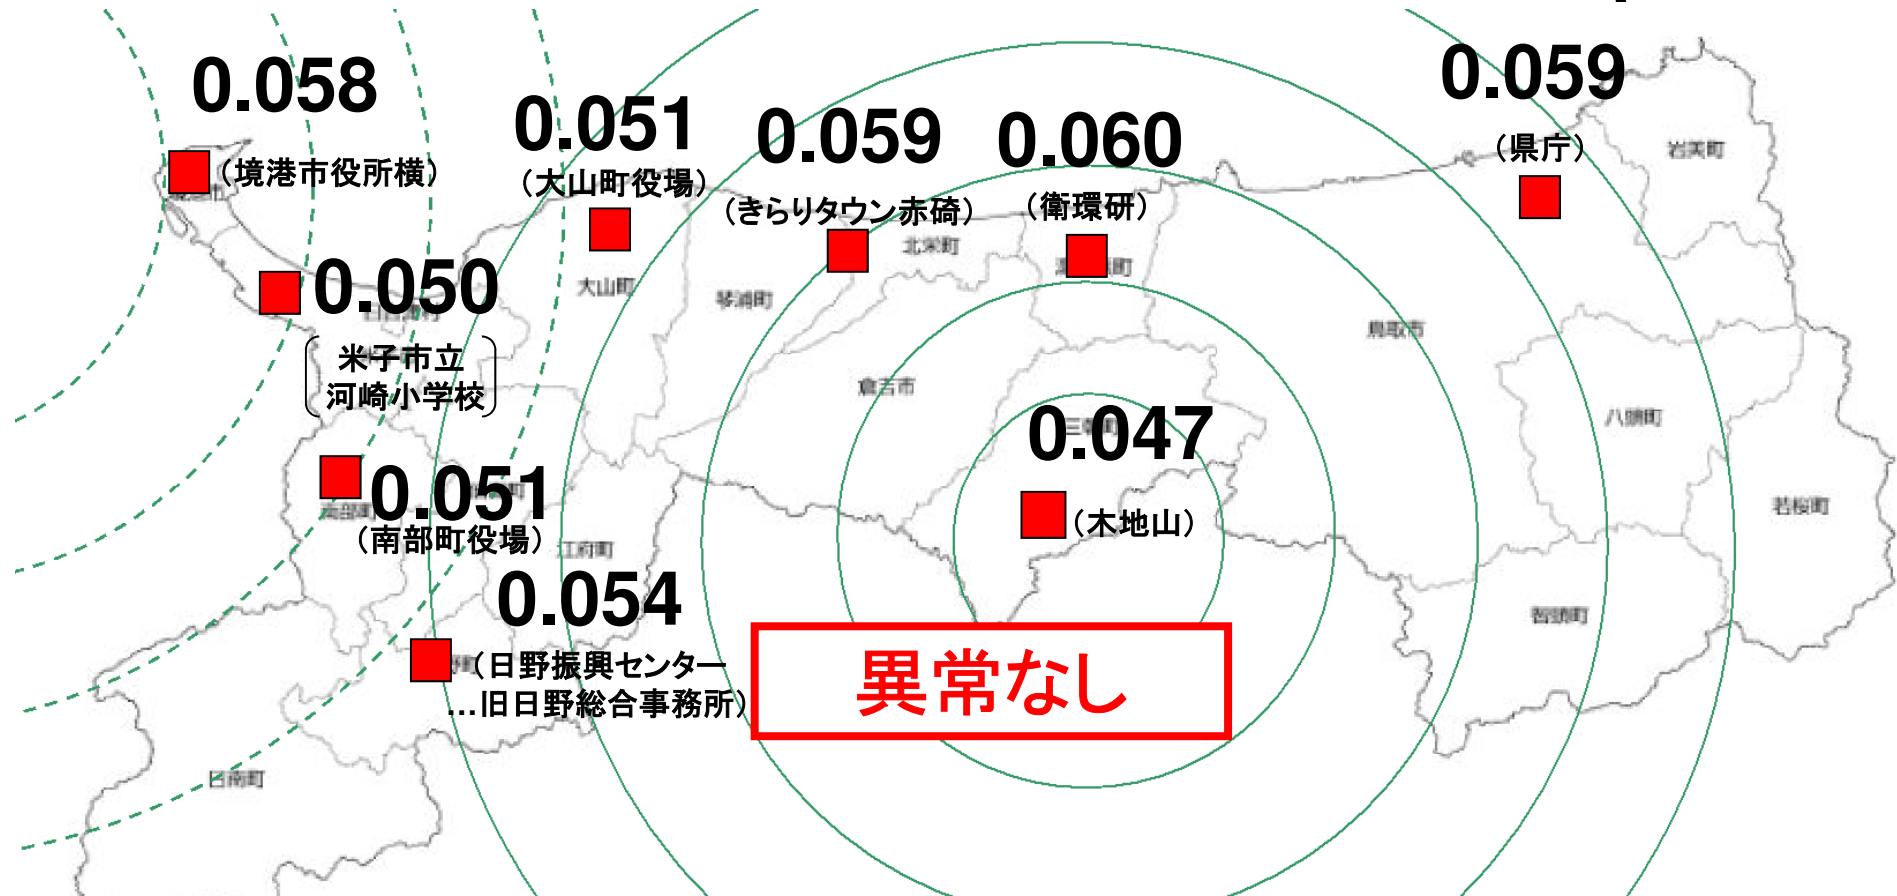 0.058
(境港市役所横)
0.051
(大山町役場)
0.059
(きらりタウン赤碕)
0.060
(衛環研)
0.059
(県庁)
岩美町
0.050
米子市立
河崎小学校
大山町
琴浦町
北栄町
鳥取市
倉吉市
八頭町
若桜町
智頭町
0.047
(木地山)
0.051
(南部町役場)
南部町
江府町
0.054
(日野振興センター
…旧日野総合事務所)
異常なし
日南町